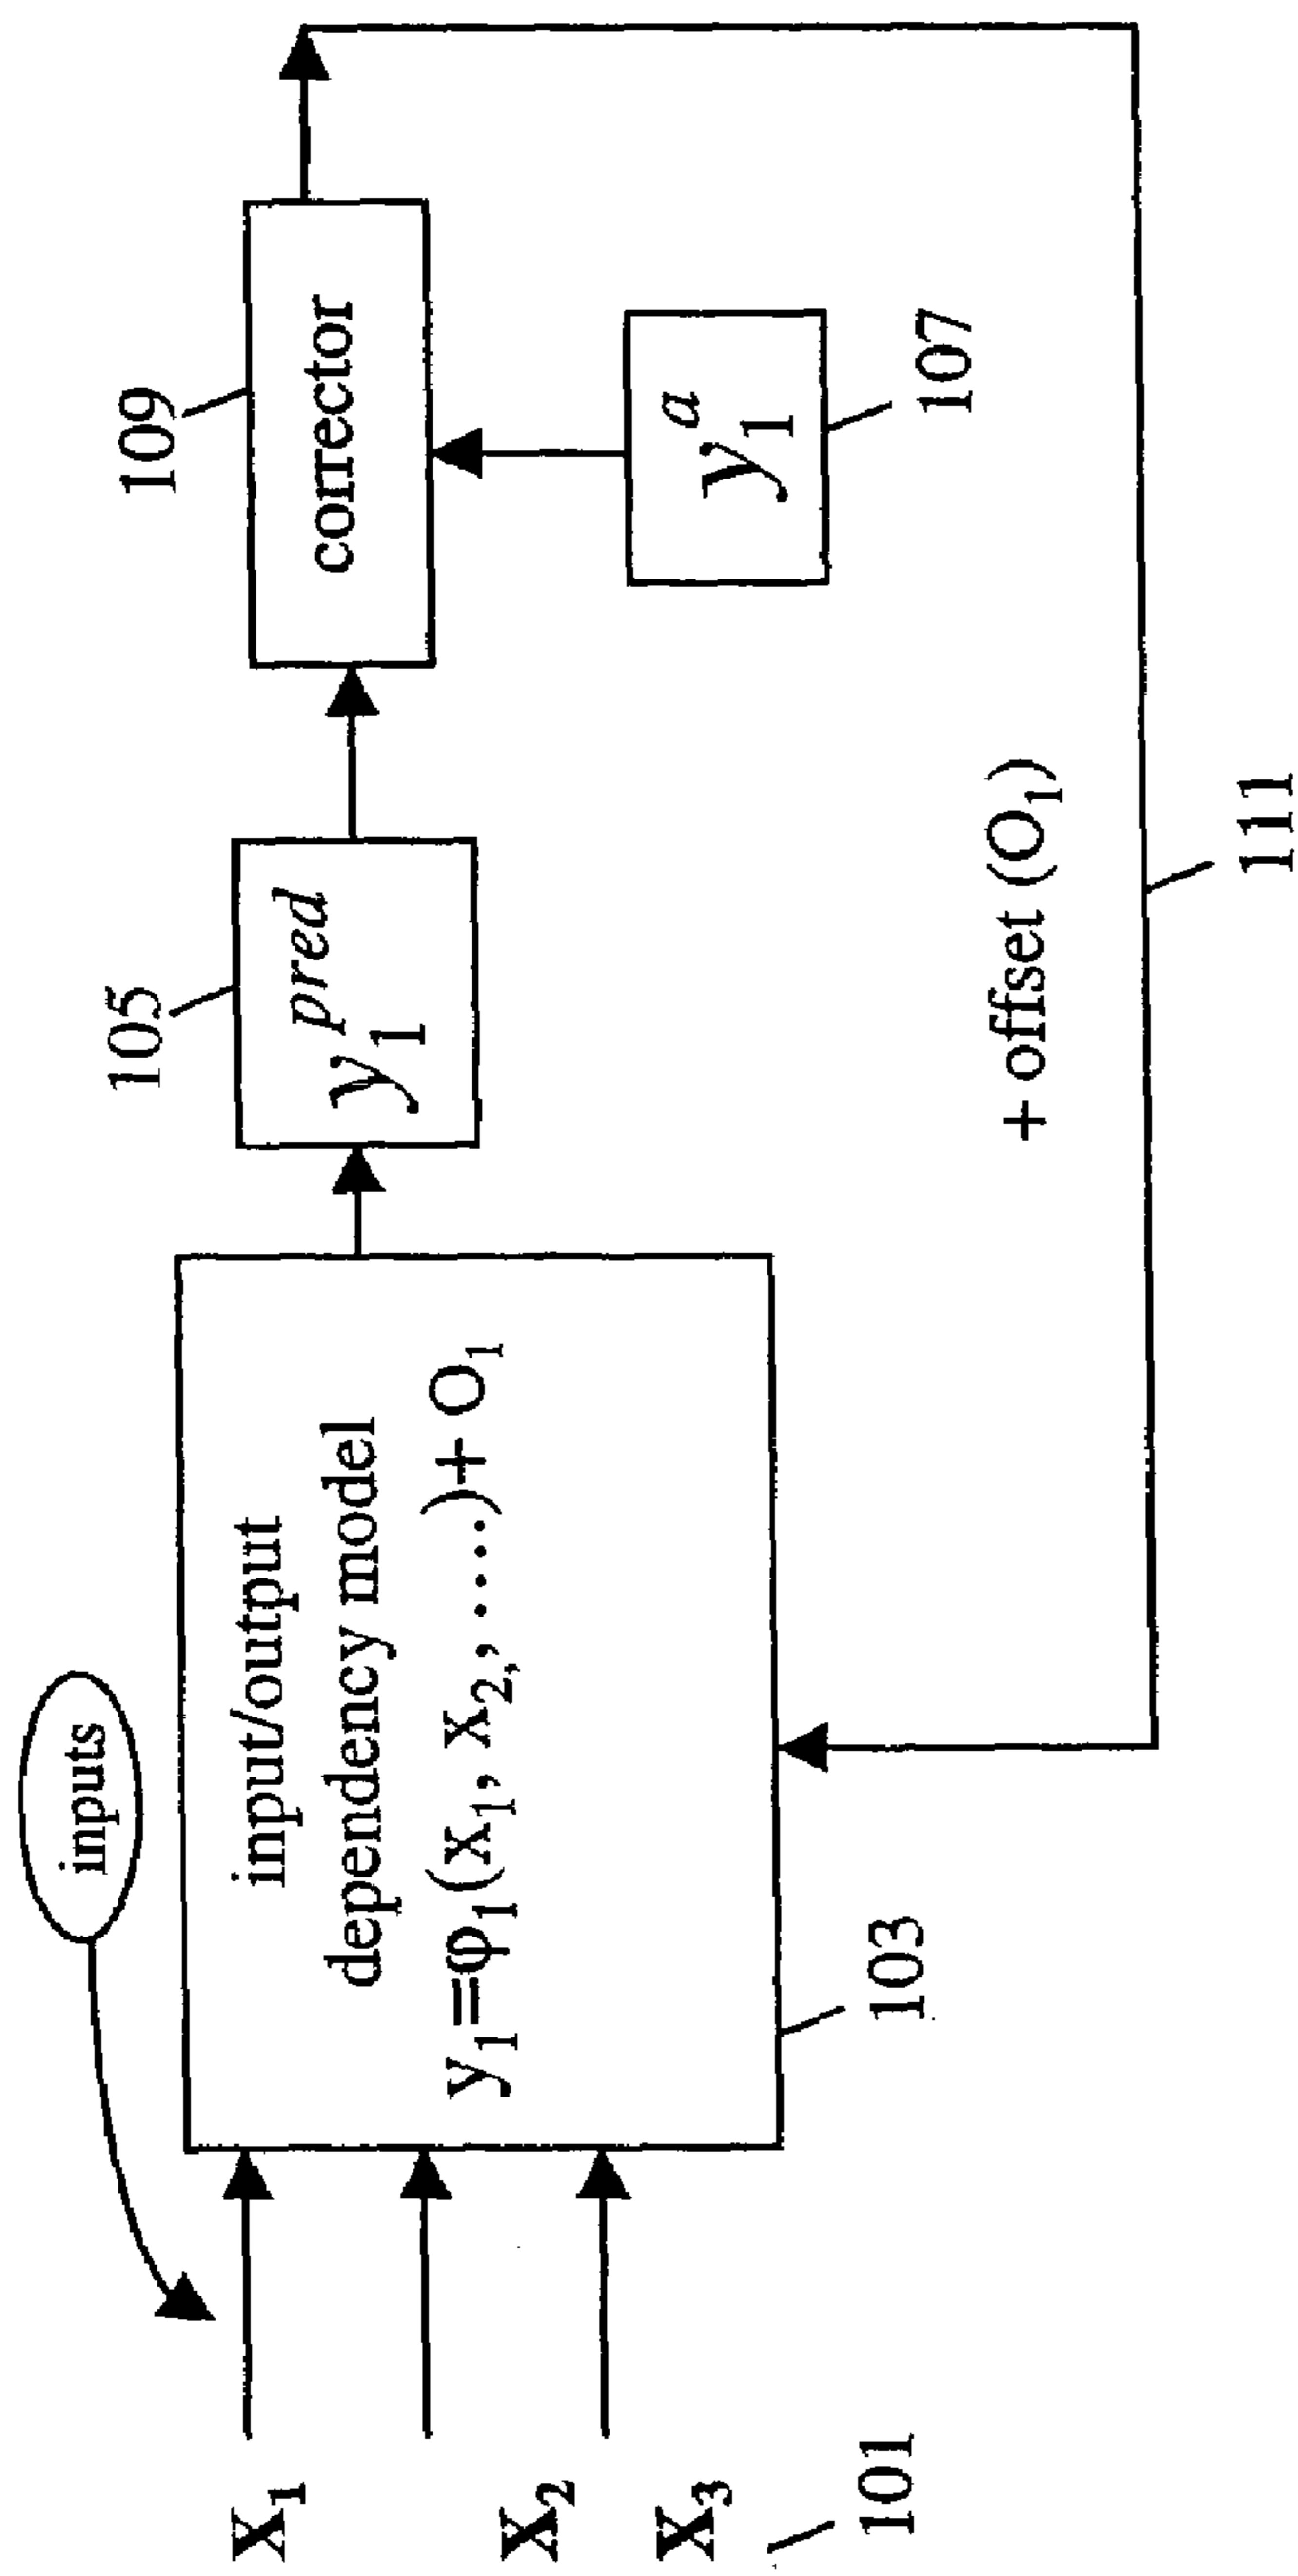 inputs
X₁
X₂
X₃
101
input/output
dependency model
y₁=φ₁(x₁, x₂,, ....)+ O₁
103
105
y₁ᵖʳᵉᵈ
109
corrector
y₁ᵃ
107
+ offset (O₁)
111